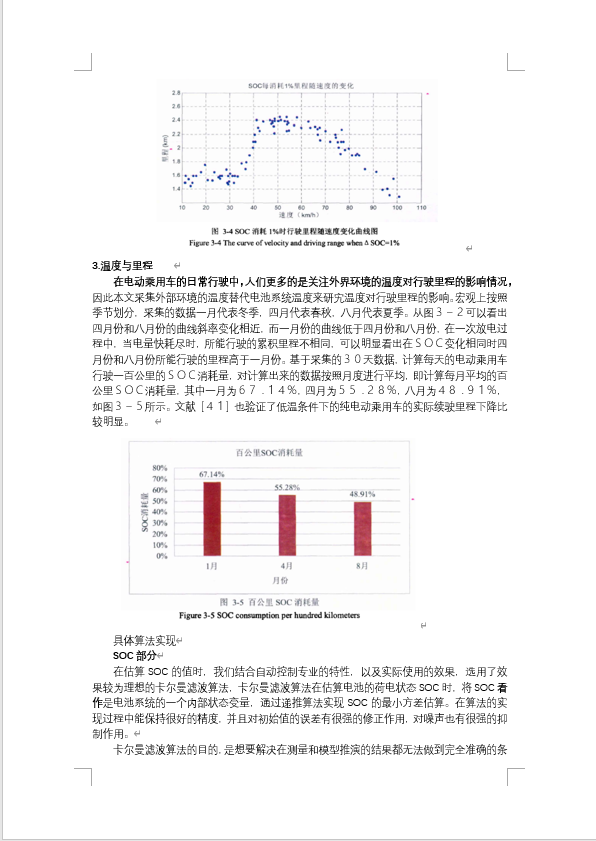 SOC每消耗1%里程随速度的变化
2.8
2.6
2.4
2.2
2
1.8
1.6
1.4
里程 (km)
10 20 30 40 50 60 70 80 90 100 110
速度（km/h）
图 3-4 SOC 消耗 1%时行驶里程随速度变化曲线图
Figure 3-4 The curve of velocity and driving range when Δ SOC=1%
3.温度与里程
在电动乘用车的日常行驶中，人们更多的是关注外界环境的温度对行驶里程的影响情况，
因此本文采集外部环境的温度替代电池系统温度来研究温度对行驶里程的影响。宏观上按照
季节划分，采集的数据一月代表冬季，四月代表春秋，八月代表夏季。从图３－２可以看出
四月份和八月份的曲线斜率变化相近，而一月份的曲线低于四月份和八月份，在一次放电过
程中，当电量快耗尽时，所能行驶的累积里程不相同，可以明显看出在ＳＯＣ变化相同时四
月份和八月份所能行驶的里程高于一月份。基于采集的３０天数据，计算每天的电动乘用车
行驶一百公里的ＳＯＣ消耗量，对计算出来的数据按照月度进行平均，即计算每月平均的百
公里ＳＯＣ消耗量，其中一月为６７．１４%，四月为５５．２８%，八月为４８．９１%，
如图３－５所示。文献［４１］也验证了低温条件下的纯电动乘用车的实际续驶里程下降比
较明显。
百公里SOC消耗量
80%
70%
60%
50%
40%
30%
20%
10%
0%
SOC消耗量
67.14%
55.28%
48.91%
1月 4月 8月
月份
图 3-5 百公里 SOC 消耗量
Figure 3-5 SOC consumption per hundred kilometers
具体算法实现
SOC 部分
在估算 SOC 的值时，我们结合自动控制专业的特性，以及实际使用的效果，选用了效
果较为理想的卡尔曼滤波算法，卡尔曼滤波算法在估算电池的荷电状态 SOC 时，将 SOC 看
作是电池系统的一个内部状态变量，通过递推算法实现 SOC 的最小方差估算。在算法的实
现过程中能保持很好的精度，并且对初始值的误差有很强的修正作用，对噪声也有很强的抑
制作用。
卡尔曼滤波算法的目的，是想要解决在测量和模型推演的结果都无法做到完全准确的条